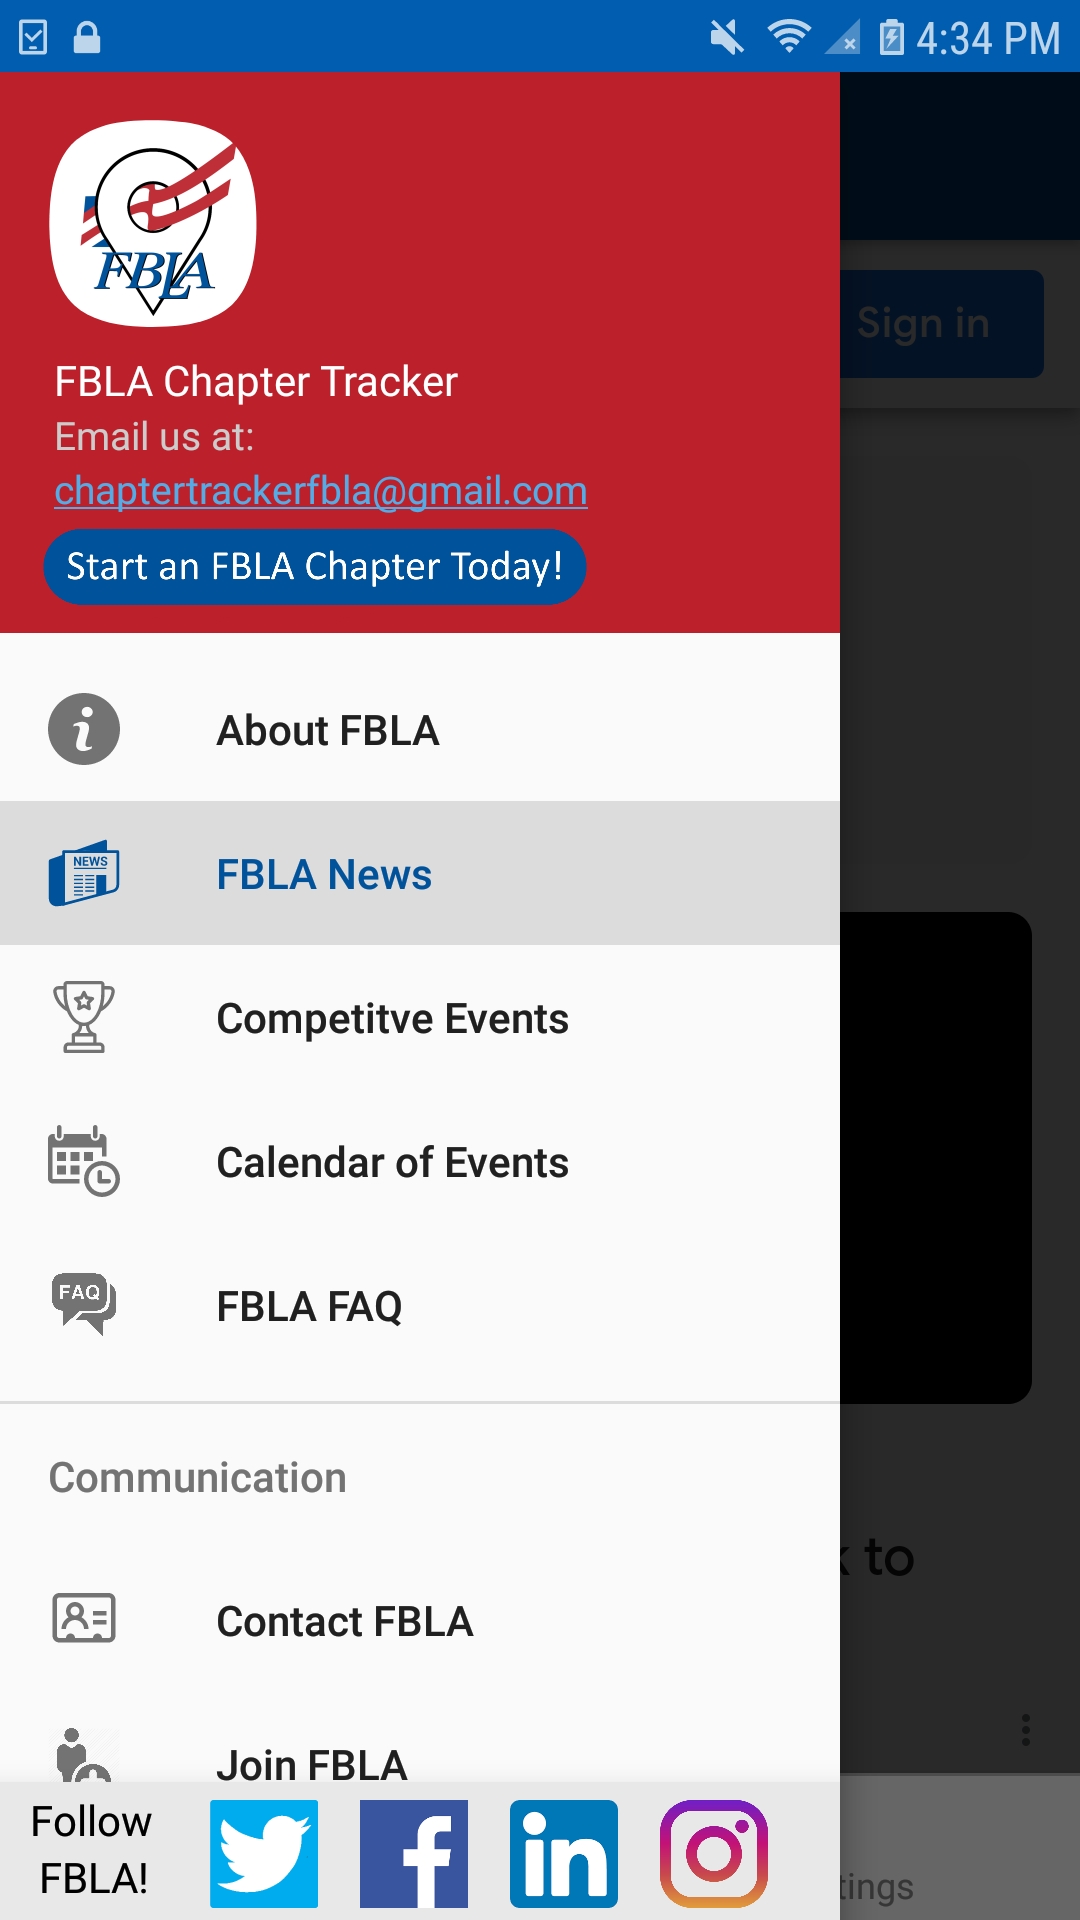 4:34 PM
FBLA
Sign in
FBLA Chapter Tracker
Email us at:
chaptertrackerfbla@gmail.com
Start an FBLA Chapter Today!
About FBLA
NEWS
FBLA News
Competitve Events
Calendar of Events
FAQ
FBLA FAQ
Communication
to
Contact FBLA
Join FBLA
Follow
FBLA!
tings